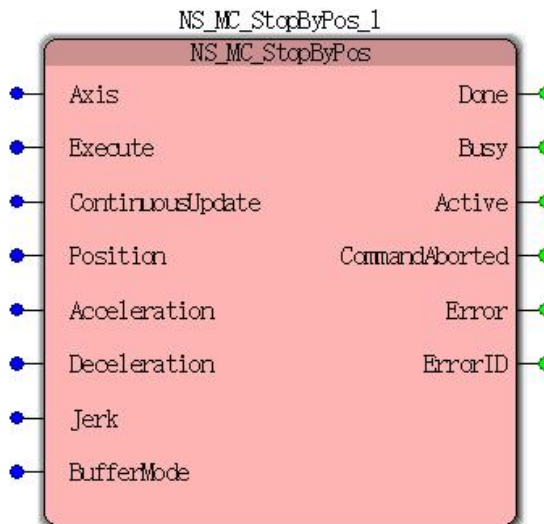 NS_MC_StopByPos_1
NS_MC_StopByPos
Axis
Done
Execute
Busy
ContinuousUpdate
Active
Position
CommandAborted
Acceleration
Error
Deceleration
ErrorID
Jerk
BufferMode